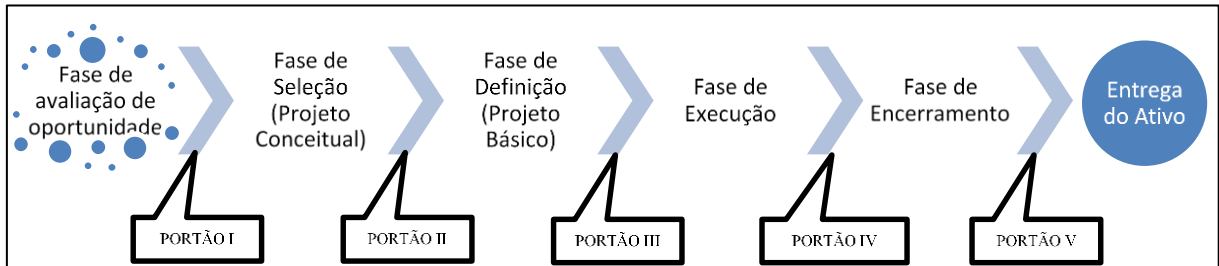 Fase de
avaliação de
oportunidade
Fase de
Seleção
(Projeto
Conceitual)
Fase de
Definição
(Projeto
Básico)
Fase de
Execução
Fase de
Encerramento
Entrega
do Ativo
PORTÃO I
PORTÃO II
PORTÃO III
PORTÃO IV
PORTÃO V